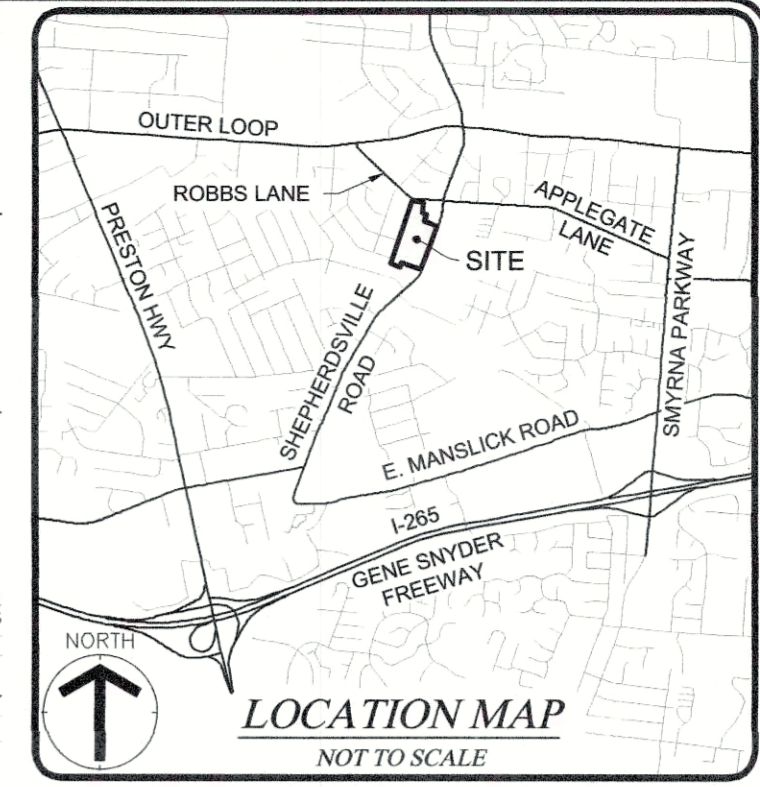 OUTER LOOP
ROBBS LANE
APPLEGATE
LANE
PRESTON HWY
SITE
SMYRNA PARKWAY
SHEPHERDSVILLE
ROAD
E. MANSLICK ROAD
I-265
GENE SNYDER
FREEWAY
NORTH
LOCATION MAP
NOT TO SCALE